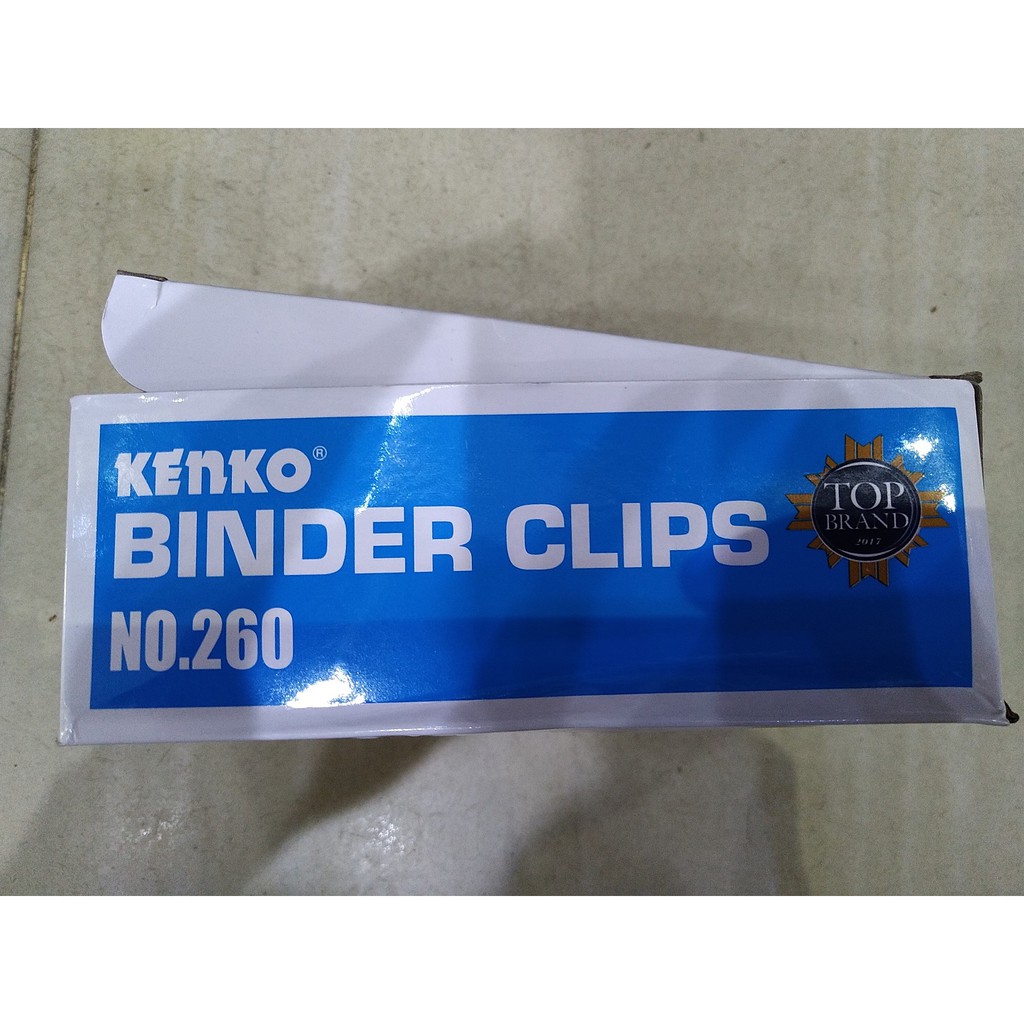 KENKO®
BINDER CLIPS
NO.260
TOP
BRAND
2017